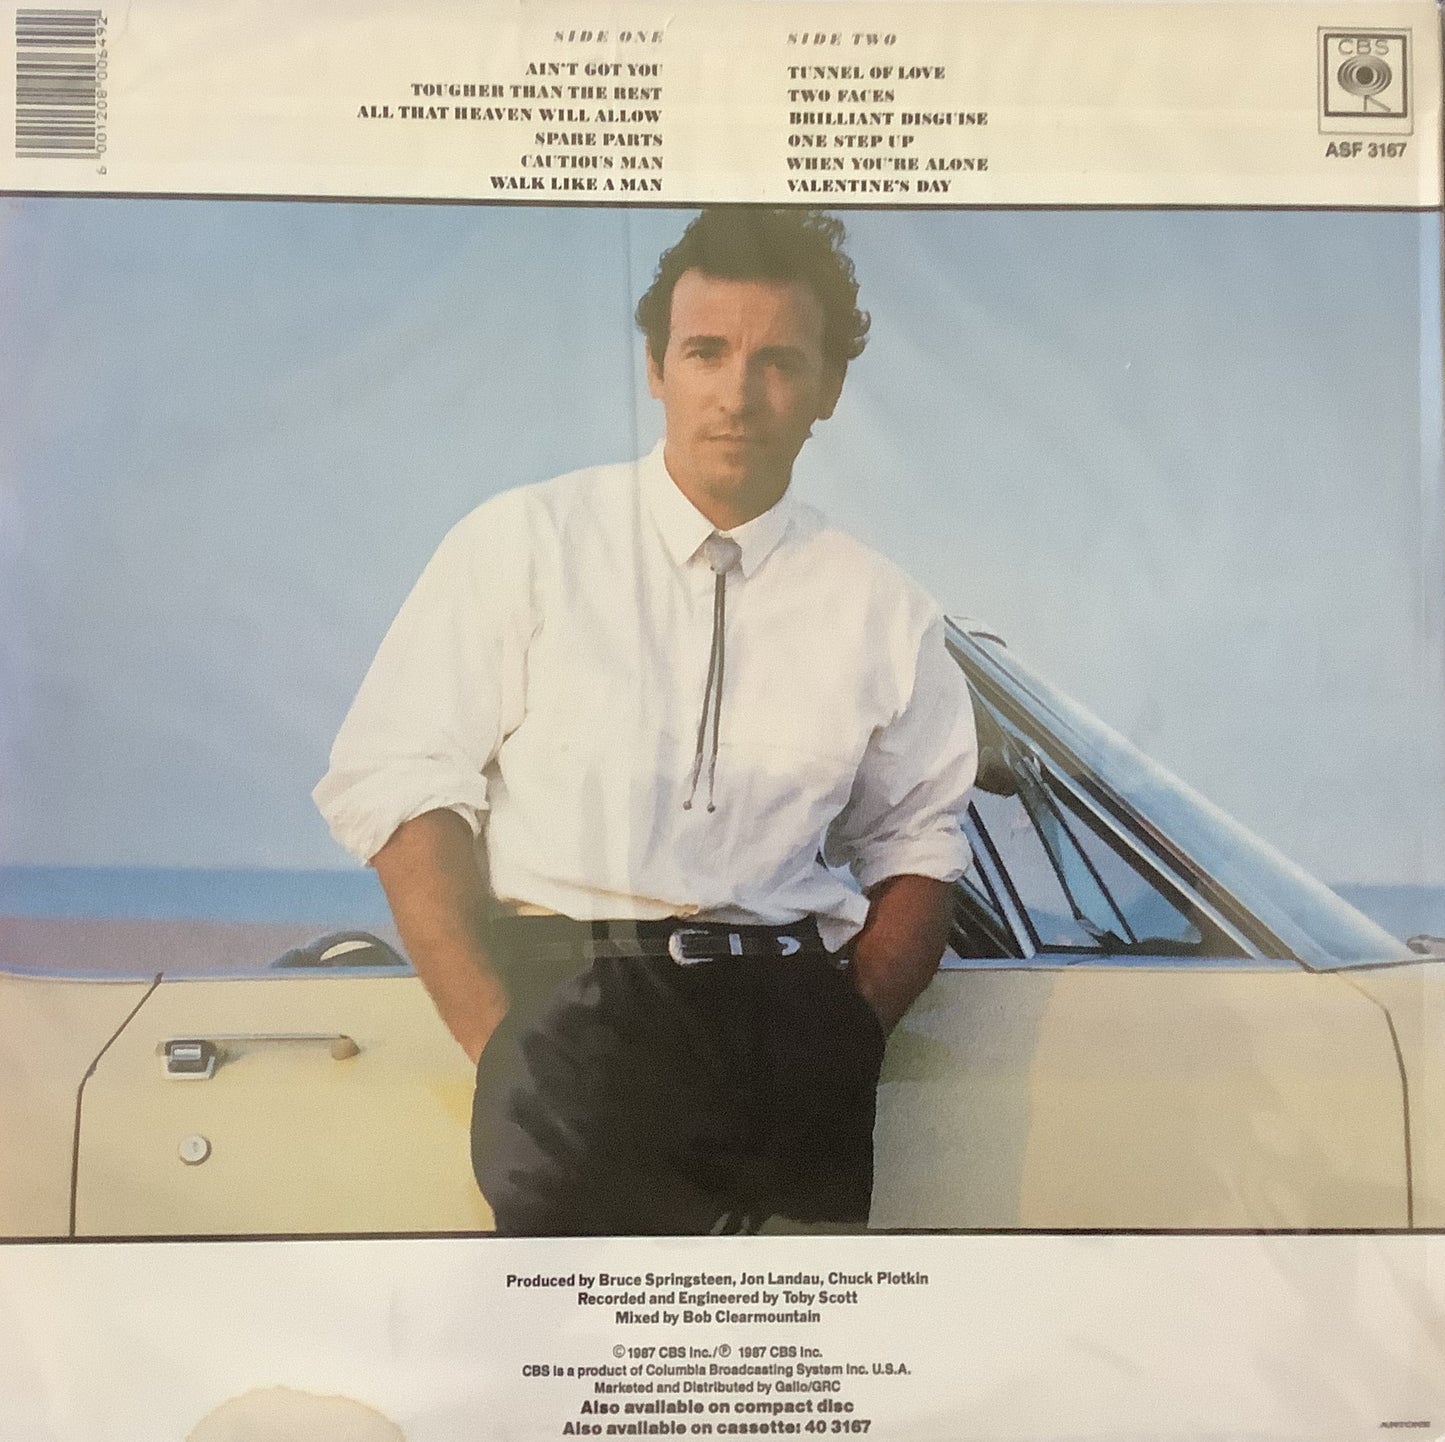 6 001208 006492
SIDE ONE
AIN'T GOT YOU
TOUGHER THAN THE REST
ALL THAT HEAVEN WILL ALLOW
SPARE PARTS
CAUTIOUS MAN
WALK LIKE A MAN
SIDE TWO
TUNNEL OF LOVE
TWO FACES
BRILLIANT DISGUISE
ONE STEP UP
WHEN YOU'RE ALONE
VALENTINE'S DAY
CBS
ASF 3167
Produced by Bruce Springsteen, Jon Landau, Chuck Plotkin
Recorded and Engineered by Toby Scott
Mixed by Bob Clearmountain
©1987 CBS Inc./℗ 1987 CBS Inc.
CBS is a product of Columbia Broadcasting System Inc. U.S.A.
Marketed and Distributed by Gallo/GRC
Also available on compact disc
Also available on cassette: 40 3167